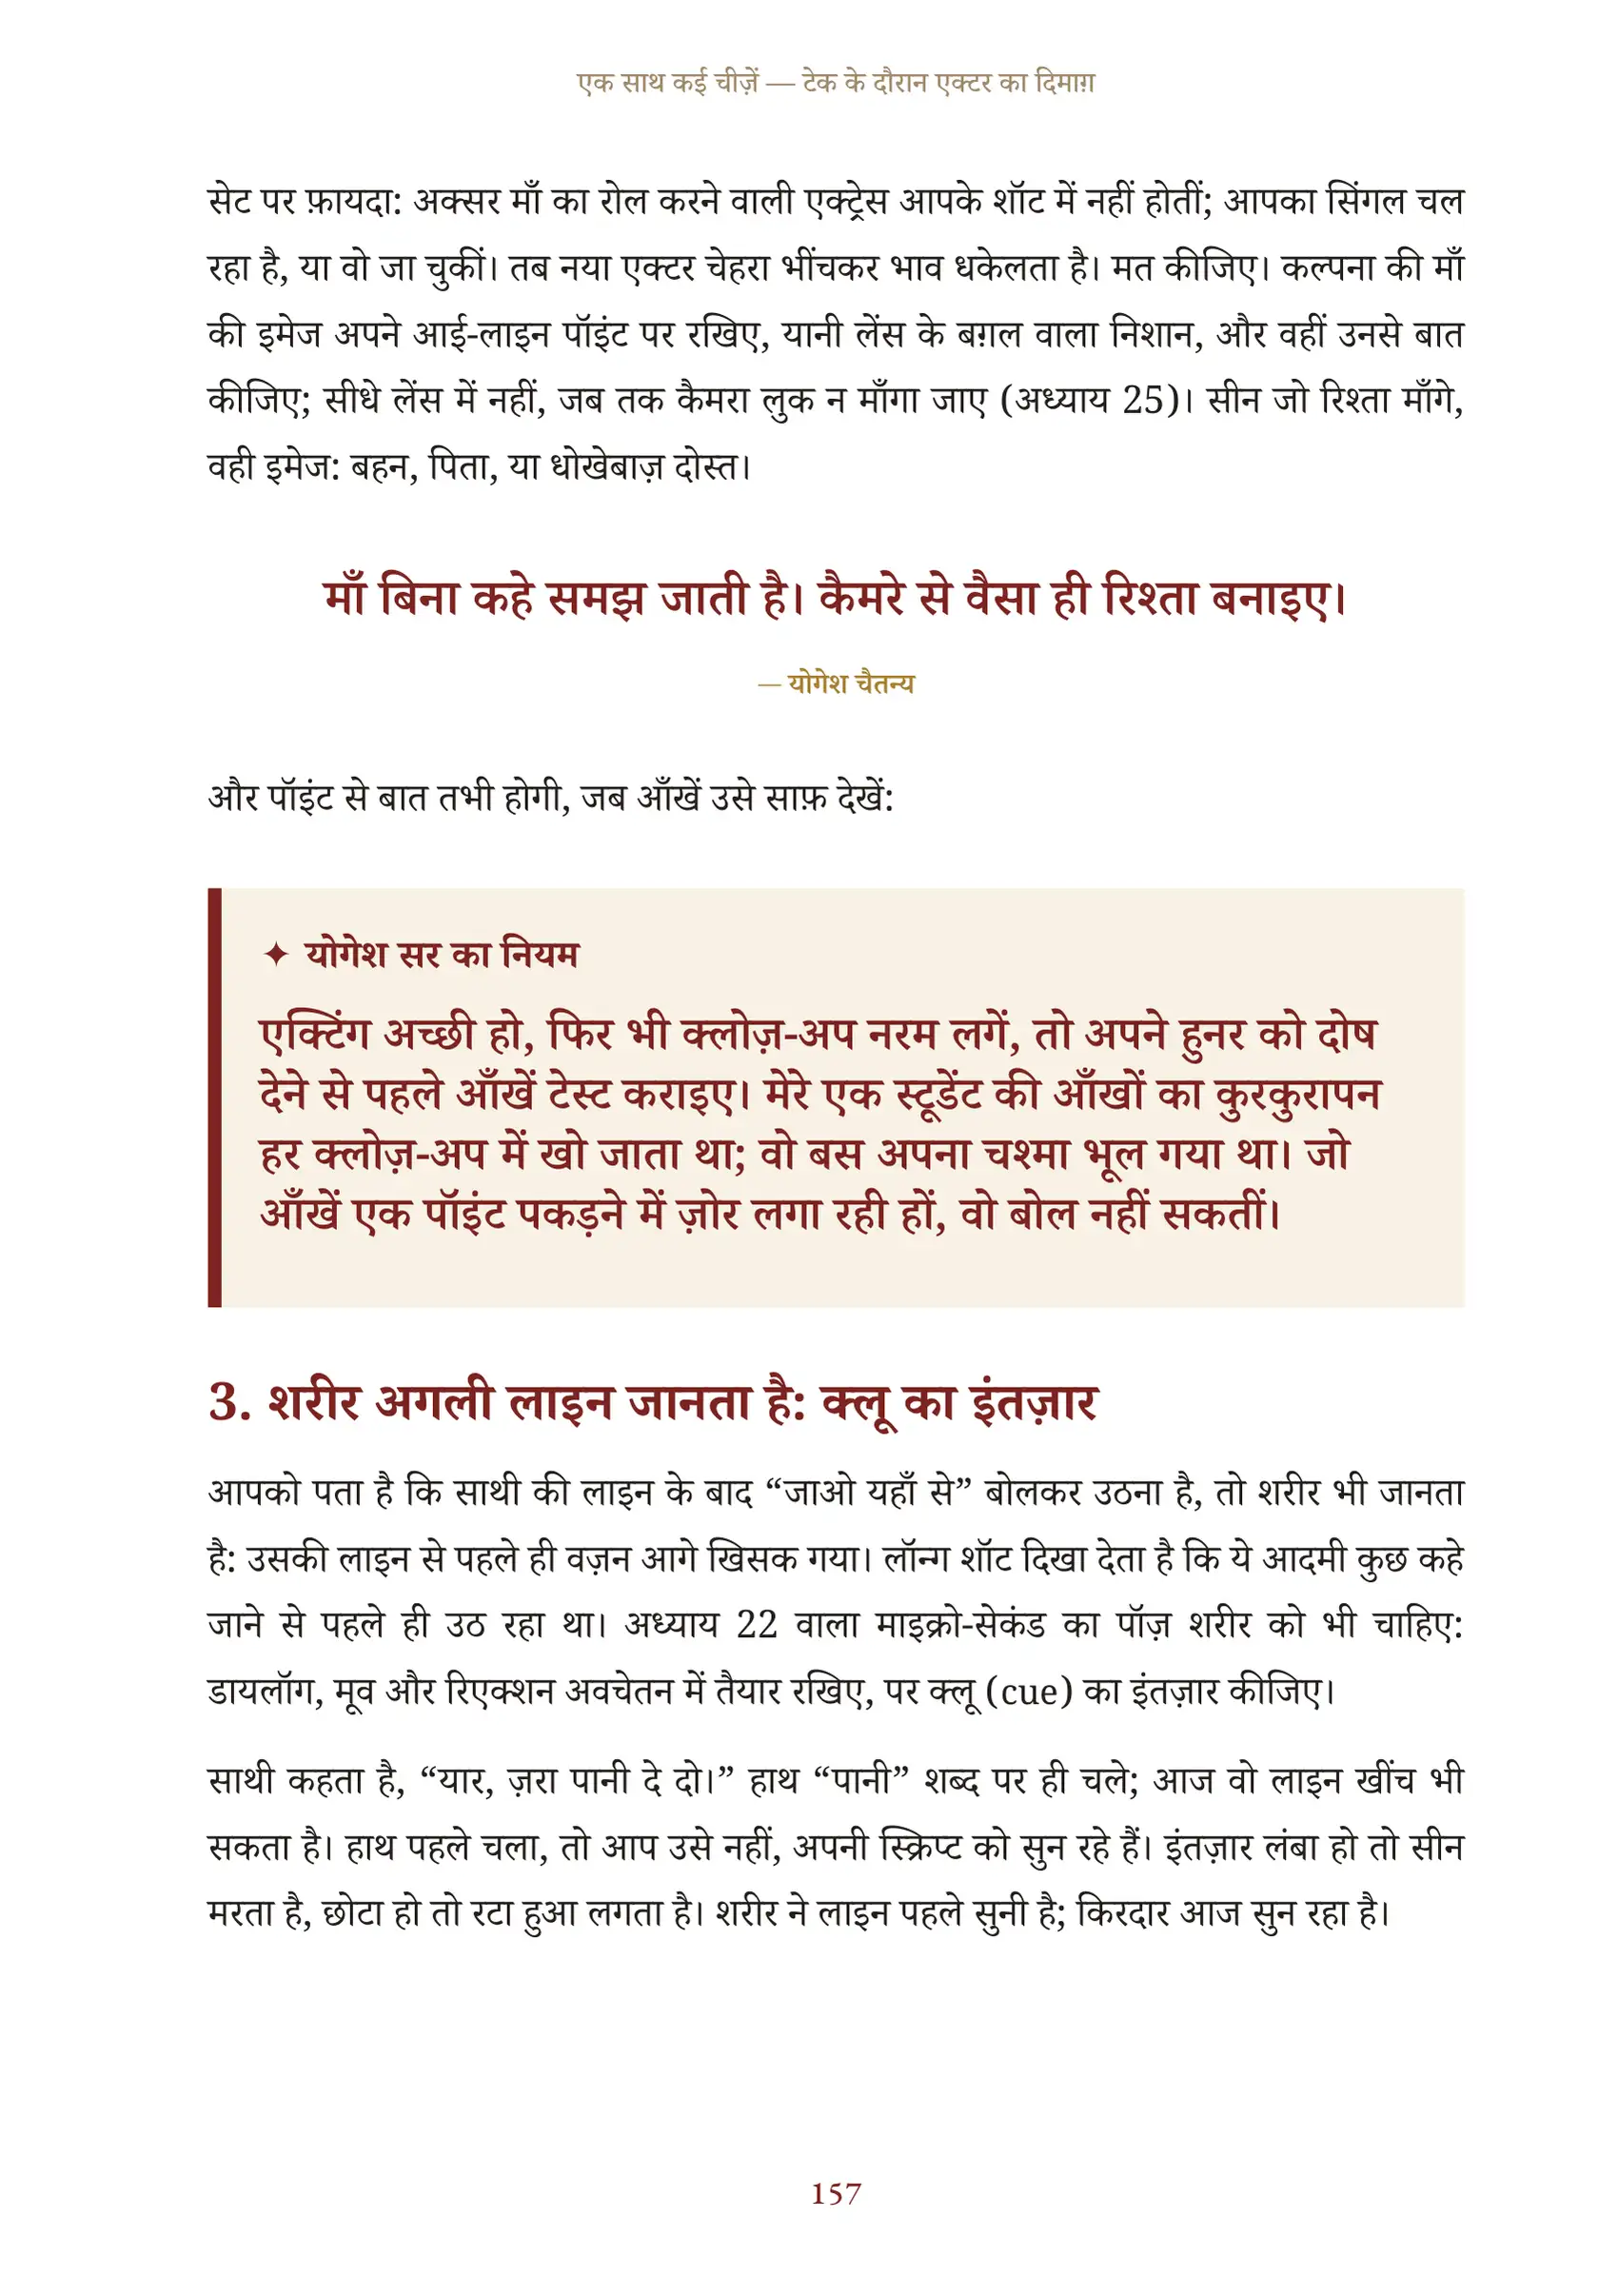 एक साथ कई चीज़ें — टेक के दौरान एक्टर का दिमाग़
सेट पर फ़ायदा: अक्सर माँ का रोल करने वाली एक्ट्रेस आपके शॉट में नहीं होतीं; आपका सिंगल चल
रहा है, या वो जा चुकीं। तब नया एक्टर चेहरा भींचकर भाव धकेलता है। मत कीजिए। कल्पना की माँ
की इमेज अपने आई-लाइन पॉइंट पर रखिए, यानी लेंस के बग़ल वाला निशान, और वहीं उनसे बात
कीजिए; सीधे लेंस में नहीं, जब तक कैमरा लुक न माँगा जाए (अध्याय 25)। सीन जो रिश्ता माँगे,
वही इमेज: बहन, पिता, या धोखेबाज़ दोस्त।
माँ बिना कहे समझ जाती है। कैमरे से वैसा ही रिश्ता बनाइए।
— योगेश चैतन्य
और पॉइंट से बात तभी होगी, जब आँखें उसे साफ़ देखें:
✦ योगेश सर का नियम
एक्टिंग अच्छी हो, फिर भी क्लोज़-अप नरम लगें, तो अपने हुनर को दोष
देने से पहले आँखें टेस्ट कराइए। मेरे एक स्टूडेंट की आँखों का कुरकुरापन
हर क्लोज़-अप में खो जाता था; वो बस अपना चश्मा भूल गया था। जो
आँखें एक पॉइंट पकड़ने में ज़ोर लगा रही हों, वो बोल नहीं सकतीं।
3. शरीर अगली लाइन जानता है: क्लू का इंतज़ार
आपको पता है कि साथी की लाइन के बाद “जाओ यहाँ से” बोलकर उठना है, तो शरीर भी जानता
है: उसकी लाइन से पहले ही वज़न आगे खिसक गया। लॉन्ग शॉट दिखा देता है कि ये आदमी कुछ कहे
जाने से पहले ही उठ रहा था। अध्याय 22 वाला माइक्रो-सेकंड का पॉज़ शरीर को भी चाहिए:
डायलॉग, मूव और रिएक्शन अवचेतन में तैयार रखिए, पर क्लू (cue) का इंतज़ार कीजिए।
साथी कहता है, “यार, ज़रा पानी दे दो।” हाथ “पानी” शब्द पर ही चले; आज वो लाइन खींच भी
सकता है। हाथ पहले चला, तो आप उसे नहीं, अपनी स्क्रिप्ट को सुन रहे हैं। इंतज़ार लंबा हो तो सीन
मरता है, छोटा हो तो रटा हुआ लगता है। शरीर ने लाइन पहले सुनी है; किरदार आज सुन रहा है।
157